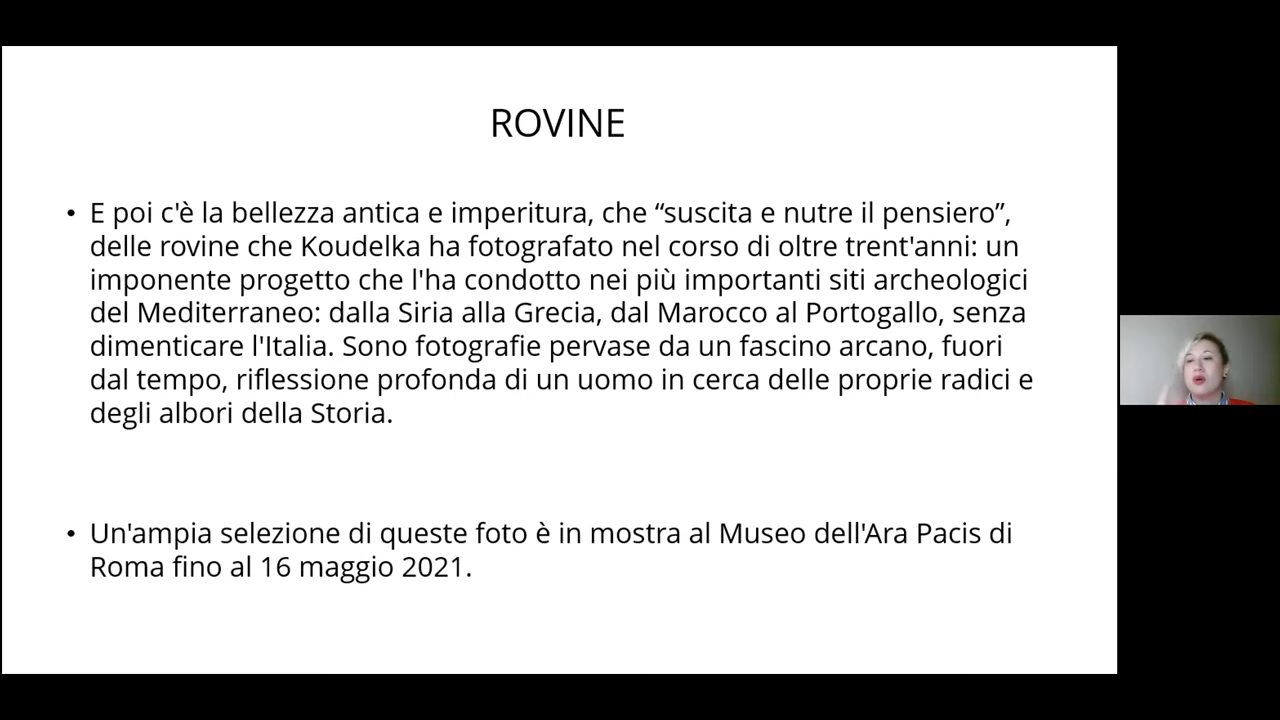 ROVINE
• E poi c'è la bellezza antica e imperitura, che “suscita e nutre il pensiero”,
delle rovine che Koudelka ha fotografato nel corso di oltre trent'anni: un
imponente progetto che l'ha condotto nei più importanti siti archeologici
del Mediterraneo: dalla Siria alla Grecia, dal Marocco al Portogallo, senza
dimenticare l'Italia. Sono fotografie pervase da un fascino arcano, fuori
dal tempo, riflessione profonda di un uomo in cerca delle proprie radici e
degli albori della Storia.
• Un'ampia selezione di queste foto è in mostra al Museo dell'Ara Pacis di
Roma fino al 16 maggio 2021.